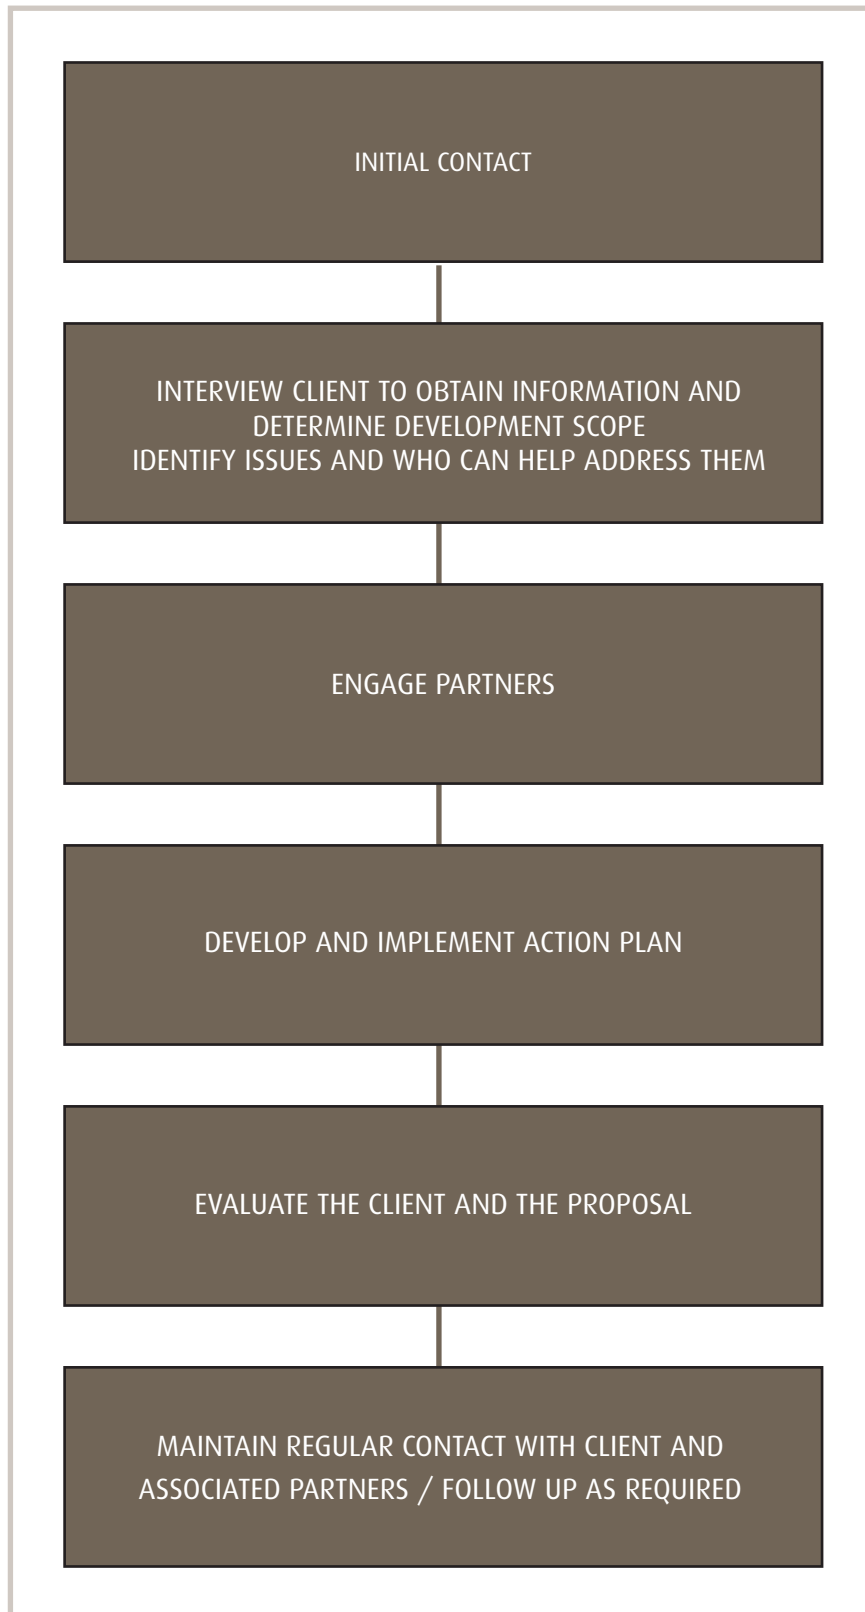 INITIAL CONTACT
INTERVIEW CLIENT TO OBTAIN INFORMATION AND
DETERMINE DEVELOPMENT SCOPE
IDENTIFY ISSUES AND WHO CAN HELP ADDRESS THEM
ENGAGE PARTNERS
DEVELOP AND IMPLEMENT ACTION PLAN
EVALUATE THE CLIENT AND THE PROPOSAL
MAINTAIN REGULAR CONTACT WITH CLIENT AND
ASSOCIATED PARTNERS / FOLLOW UP AS REQUIRED